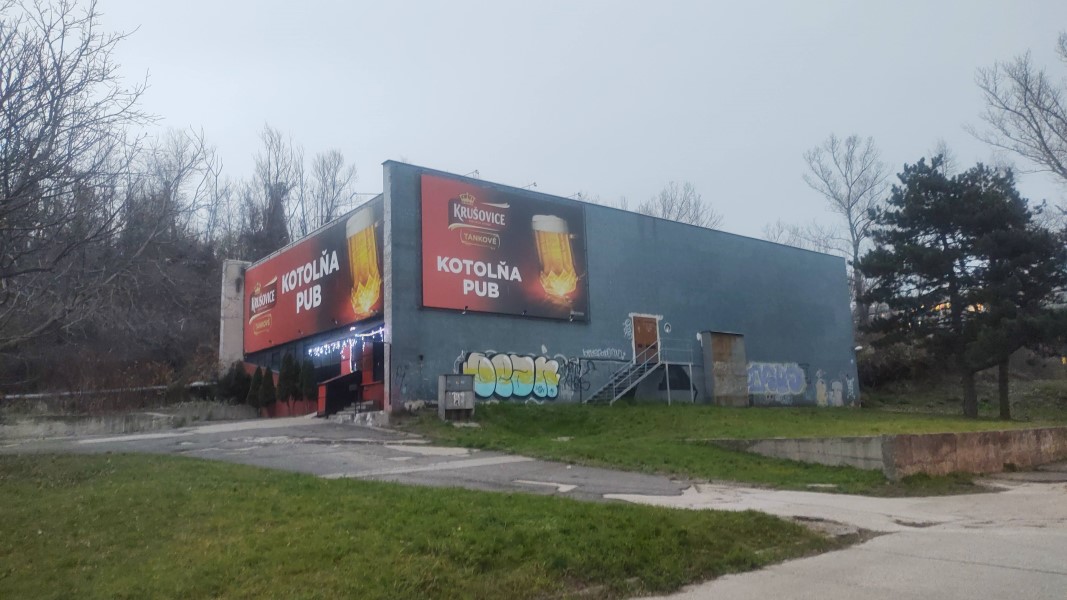 KRUŠOVICE
TANKOVÉ
KOTOLŇA
PUB
KRUŠOVICE
TANKOVÉ
KOTOLŇA
PUB